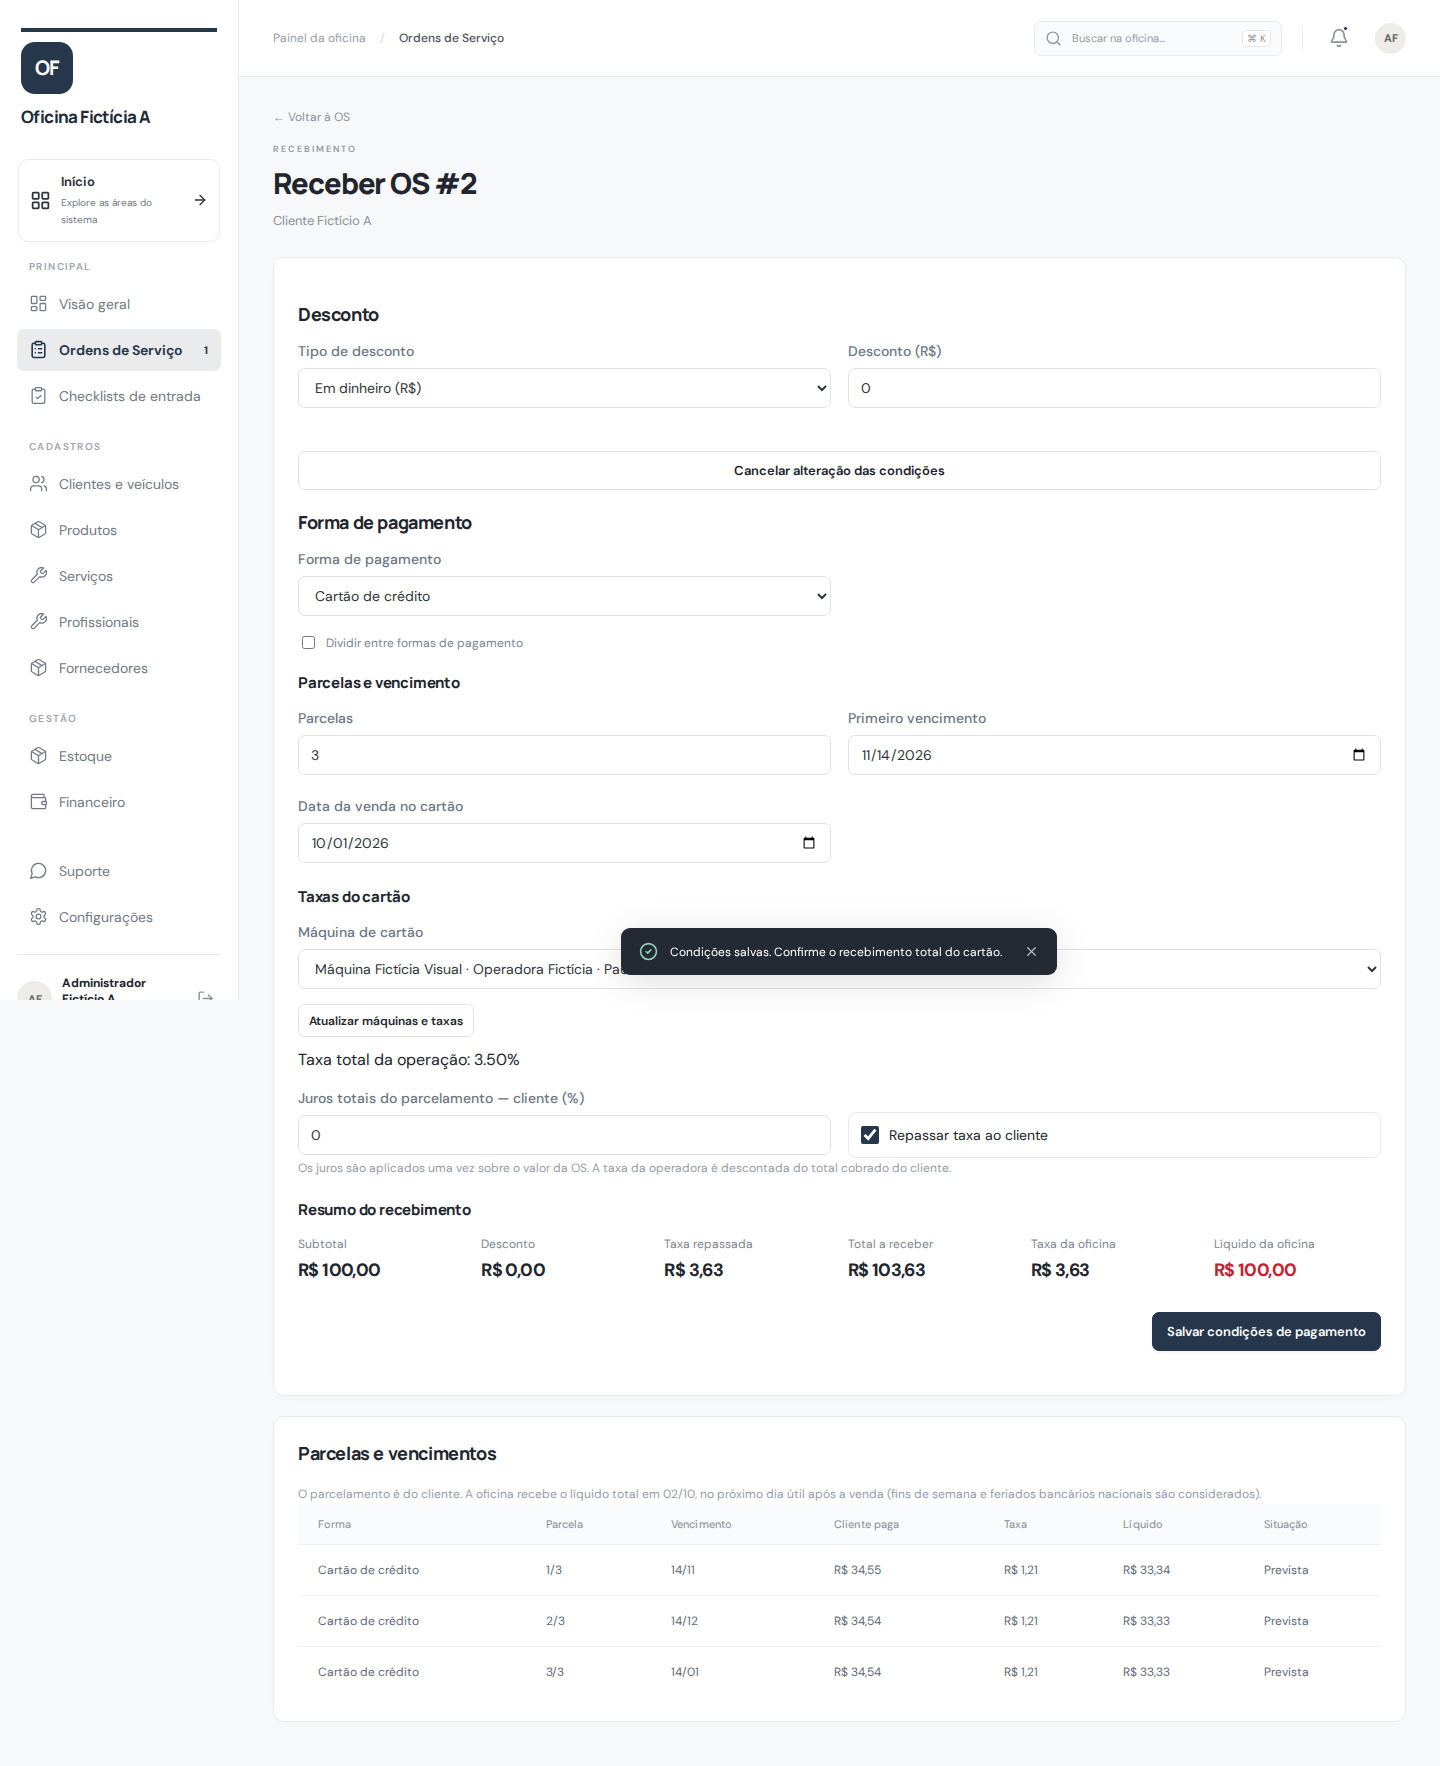 OF
Oficina Fictícia A
Início
Explore as áreas do
sistema
PRINCIPAL
Visão geral
Ordens de Serviço 1
Checklists de entrada
CADASTROS
Clientes e veículos
Produtos
Serviços
Profissionais
Fornecedores
GESTÃO
Estoque
Financeiro
Suporte
Configurações
AF
Administrador
Fictício A
Painel da oficina / Ordens de Serviço
Buscar na oficina... ⌘ K
AF
← Voltar à OS
RECEBIMENTO
Receber OS #2
Cliente Fictício A
Desconto
Tipo de desconto Desconto (R$)
Em dinheiro (R$) 0
Cancelar alteração das condições
Forma de pagamento
Forma de pagamento
Cartão de crédito
Dividir entre formas de pagamento
Parcelas e vencimento
Parcelas Primeiro vencimento
3 11/14/2026
Data da venda no cartão
10/01/2026
Taxas do cartão
Máquina de cartão
Máquina Fictícia Visual · Operadora Fictícia ·
Condições salvas. Confirme o recebimento total do cartão.
Atualizar máquinas e taxas
Taxa total da operação: 3.50%
Juros totais do parcelamento — cliente (%)
0 Repassar taxa ao cliente
Os juros são aplicados uma vez sobre o valor da OS. A taxa da operadora é descontada do total cobrado do cliente.
Resumo do recebimento
Subtotal Desconto Taxa repassada Total a receber Taxa da oficina Líquido da oficina
R$ 100,00 R$ 0,00 R$ 3,63 R$ 103,63 R$ 3,63 R$ 100,00
Salvar condições de pagamento
Parcelas e vencimentos
O parcelamento é do cliente. A oficina recebe o líquido total em 02/10, no próximo dia útil após a venda (fins de semana e feriados bancários nacionais são considerados).
Forma Parcela Vencimento Cliente paga Taxa Líquido Situação
Cartão de crédito 1/3 14/11 R$ 34,55 R$ 1,21 R$ 33,34 Prevista
Cartão de crédito 2/3 14/12 R$ 34,54 R$ 1,21 R$ 33,33 Prevista
Cartão de crédito 3/3 14/01 R$ 34,54 R$ 1,21 R$ 33,33 Prevista